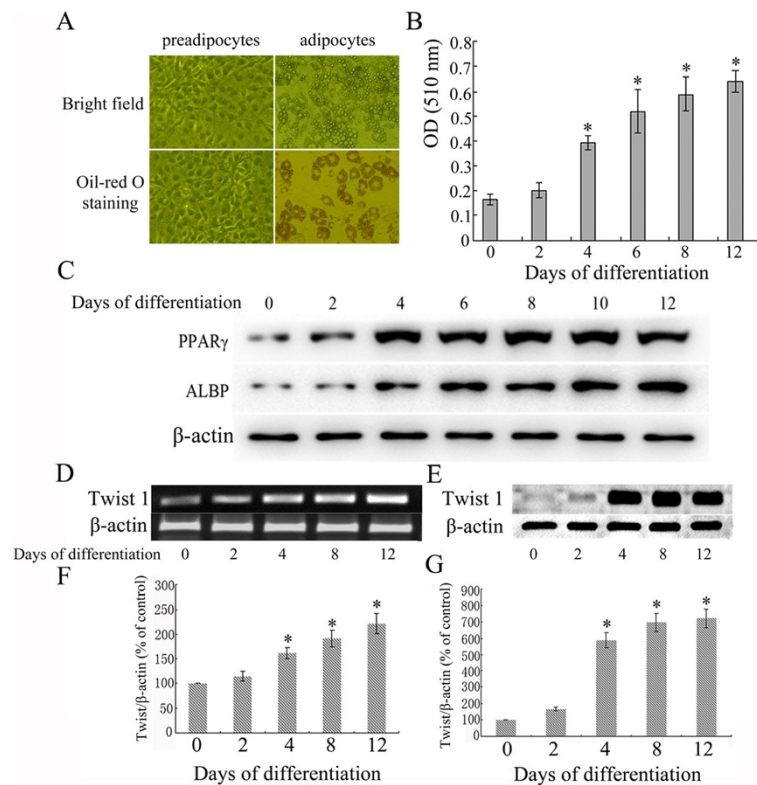 A
preadipocytes adipocytes
Bright field
Oil-red O
staining
B
OD (510 nm)
0.8
0.7
0.6
0.5
0.4
0.3
0.2
0.1
0
* * * *
0 2 4 6 8 12
Days of differentiation
C
Days of differentiation 0 2 4 6 8 10 12
PPARγ
ALBP
β-actin
D
Twist 1
β-actin
Days of differentiation 0 2 4 8 12
E
Twist 1
β-actin
0 2 4 8 12
F
Twist/β-actin (% of control)
300
250
200
150
100
50
0
* * *
0 2 4 8 12
Days of differentiation
G
Twist/β-actin (% of control)
900
800
700
600
500
400
300
200
100
0
* * *
0 2 4 8 12
Days of differentiation